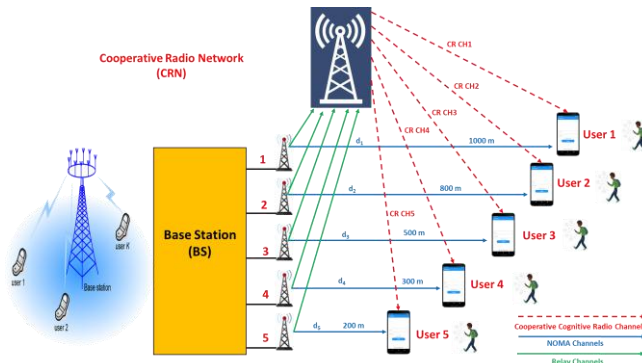 Cooperative Radio Network
(CRN)
CR CH1
CR CH2
CR CH3
CR CH4
CR CH5
1
d₁
1000 m
User 1
2
d₂
800 m
User 2
3
d₃
500 m
User 3
4
d₄
300 m
User 4
5
d₅
200 m
User 5
Base Station
(BS)
user 1
user 2
user K
Base station
Cooperative Cognitive Radio Channel
NOMA Channels
Relay Channels